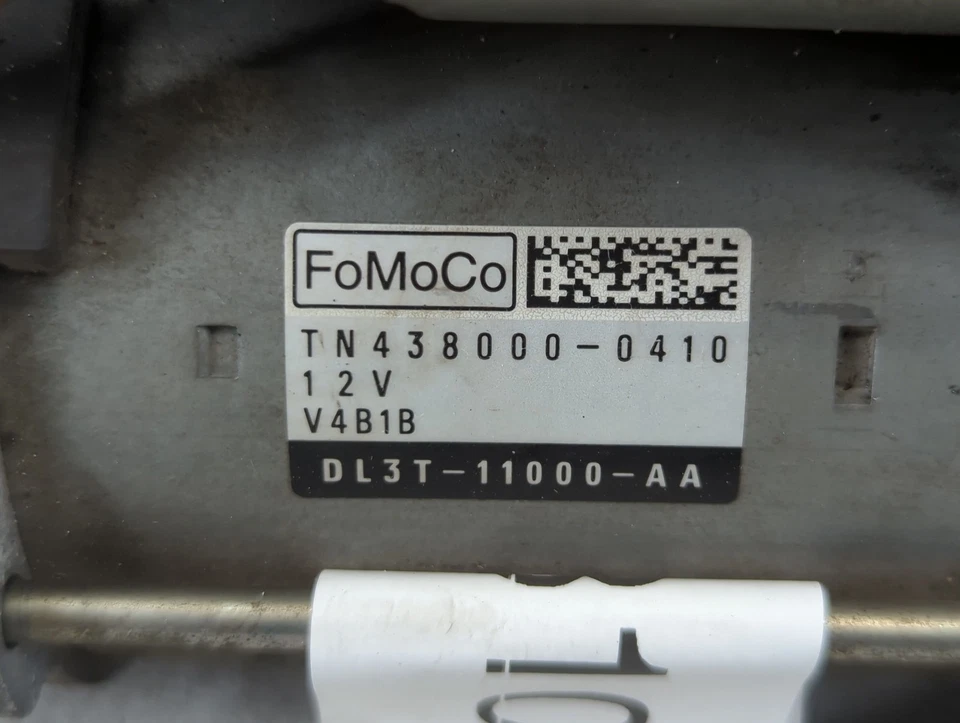 FoMoCo
TN438000-0410
12V
V4B1B
DL3T-11000-AA